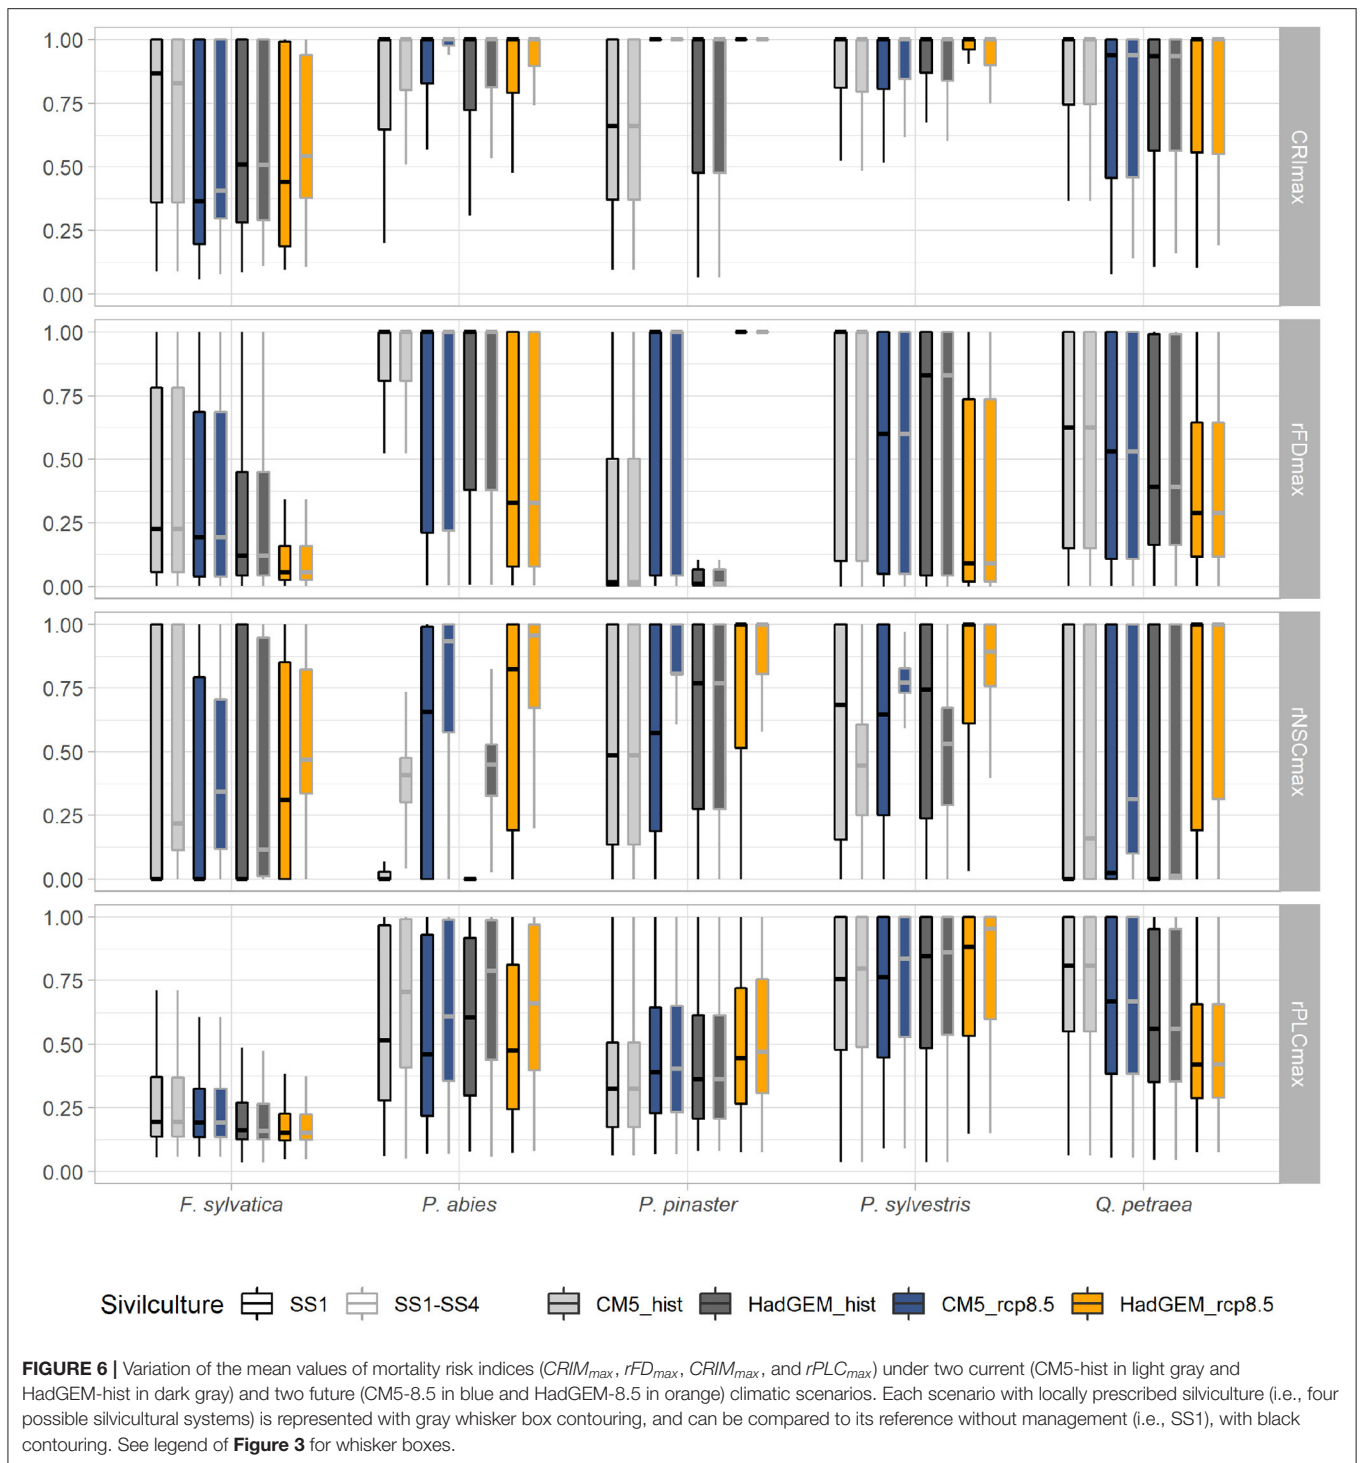 1.00
0.75
0.50
0.25
0.00
CRImax
1.00
0.75
0.50
0.25
0.00
rFDmax
1.00
0.75
0.50
0.25
0.00
rNSCmax
1.00
0.75
0.50
0.25
0.00
rPLCmax
F. sylvatica P. abies P. pinaster P. sylvestris Q. petraea
Sivilculture SS1 SS1-SS4 CM5_hist HadGEM_hist CM5_rcp8.5 HadGEM_rcp8.5
FIGURE 6 | Variation of the mean values of mortality risk indices (CRIMmax, rFDmax, CRIMmax, and rPLCmax) under two current (CM5-hist in light gray and
HadGEM-hist in dark gray) and two future (CM5-8.5 in blue and HadGEM-8.5 in orange) climatic scenarios. Each scenario with locally prescribed silviculture (i.e., four
possible silvicultural systems) is represented with gray whisker box contouring, and can be compared to its reference without management (i.e., SS1), with black
contouring. See legend of Figure 3 for whisker boxes.